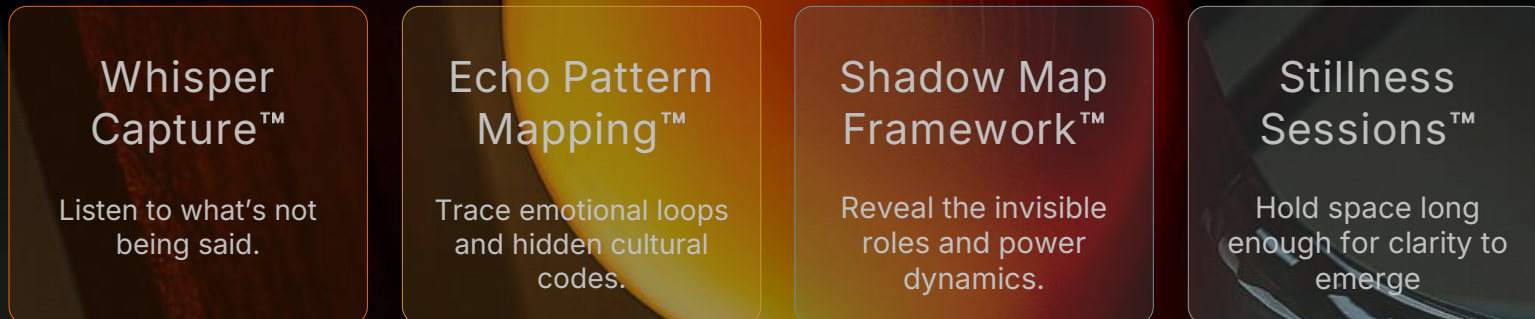 Whisper
Capture™
Listen to what's not
being said.
Echo Pattern
Mapping™
Trace emotional loops
and hidden cultural
codes.
Shadow Map
Framework™
Reveal the invisible
roles and power
dynamics.
Stillness
Sessions™
Hold space long
enough for clarity to
emerge